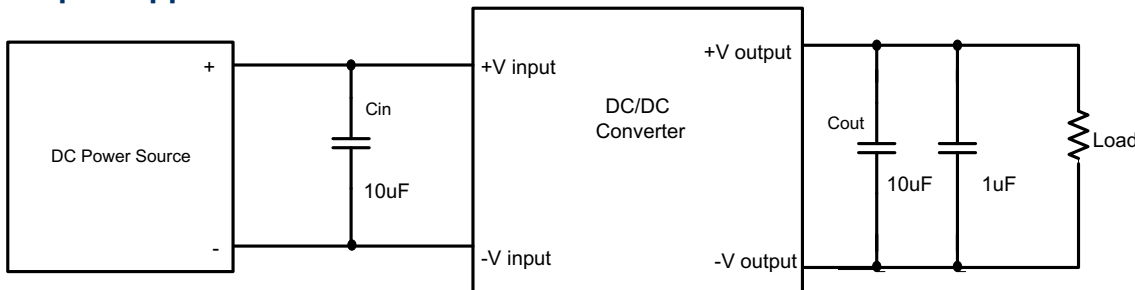 +
DC Power Source
-
Cin
10uF
+V input
-V input
DC/DC
Converter
+V output
-V output
Cout
10uF
1uF
Load